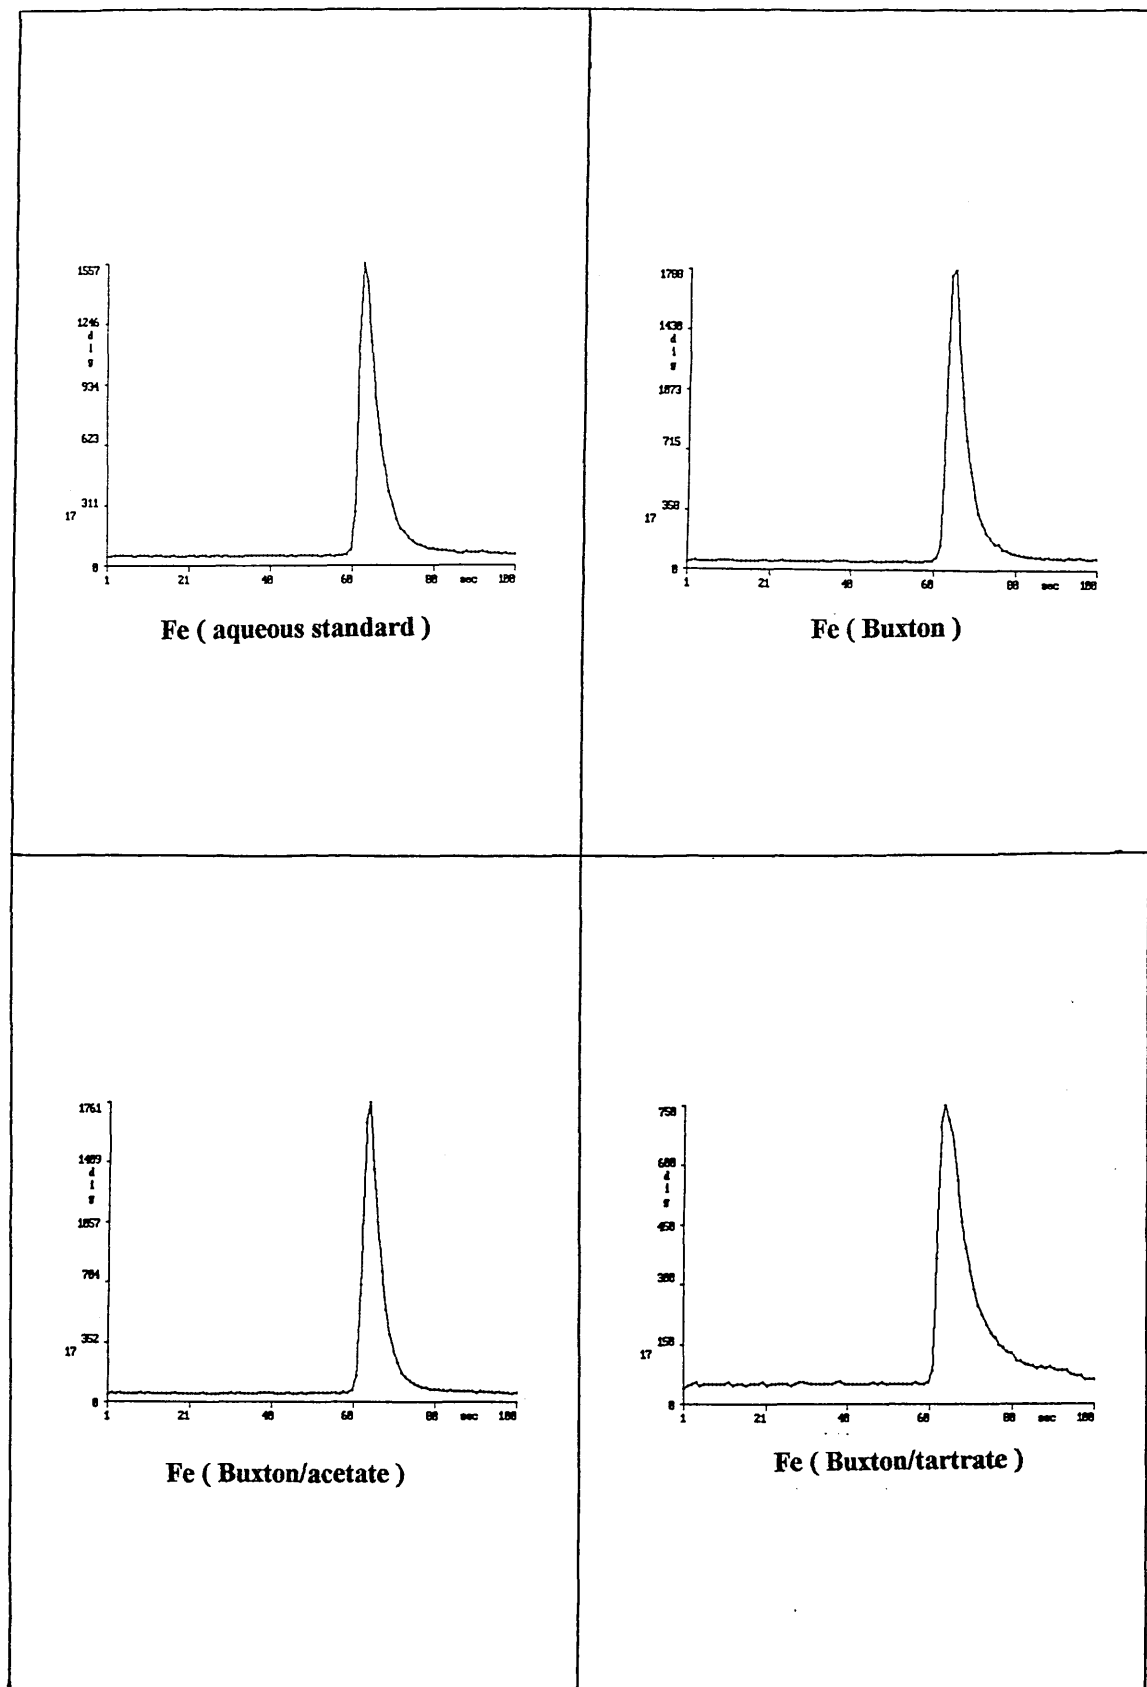 1557
1246
d
i
g
934
623
311
17
0
1 21 40 60 80 sec 100
Fe ( aqueous standard )
1788
1430
d
i
g
1073
715
358
17
0
1 21 40 60 80 sec 100
Fe ( Buxton )
1761
1409
d
i
g
1057
704
352
17
0
1 21 40 60 80 sec 100
Fe ( Buxton/acetate )
750
600
d
i
g
450
300
150
17
0
1 21 40 60 80 sec 100
Fe ( Buxton/tartrate )